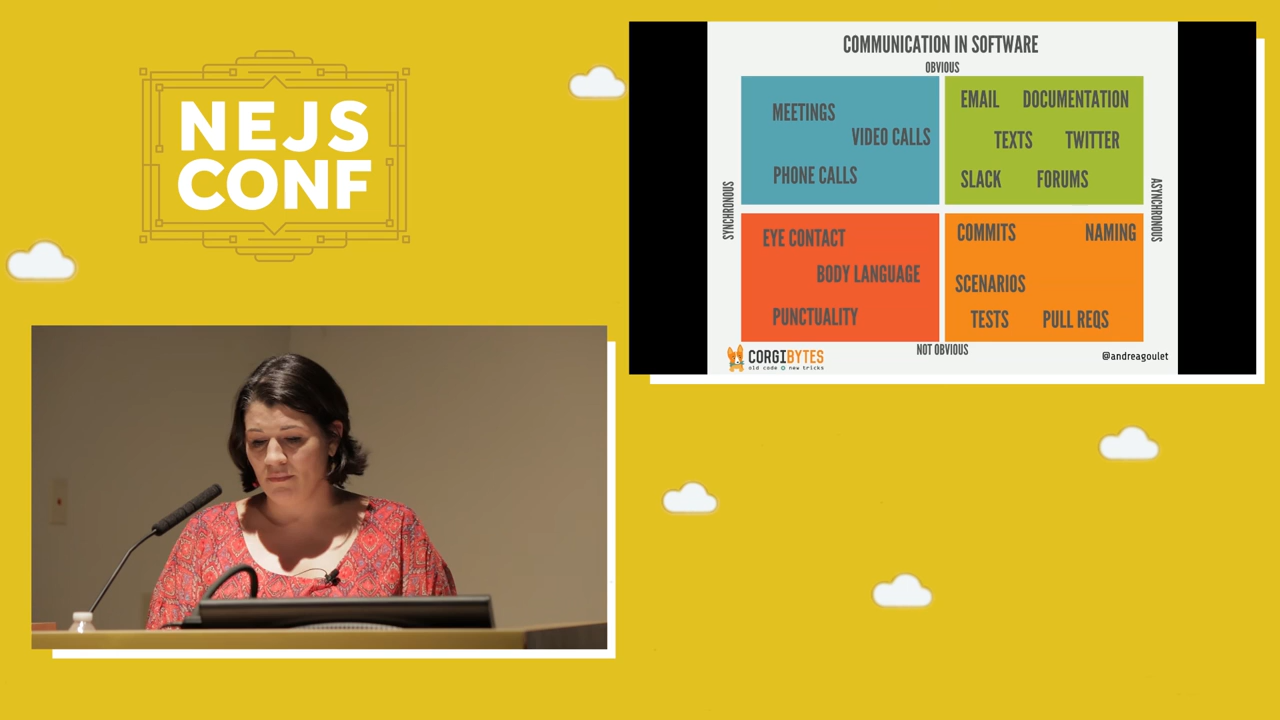 NEJS
CONF
COMMUNICATION IN SOFTWARE
OBVIOUS
SYNCHRONOUS
MEETINGS
VIDEO CALLS
PHONE CALLS
EMAIL DOCUMENTATION
TEXTS TWITTER
SLACK FORUMS
ASYNCHRONOUS
EYE CONTACT
BODY LANGUAGE
PUNCTUALITY
COMMITS NAMING
SCENARIOS
TESTS PULL REQS
NOT OBVIOUS
CORGIBYTES
old code new tricks
@andreagoulet